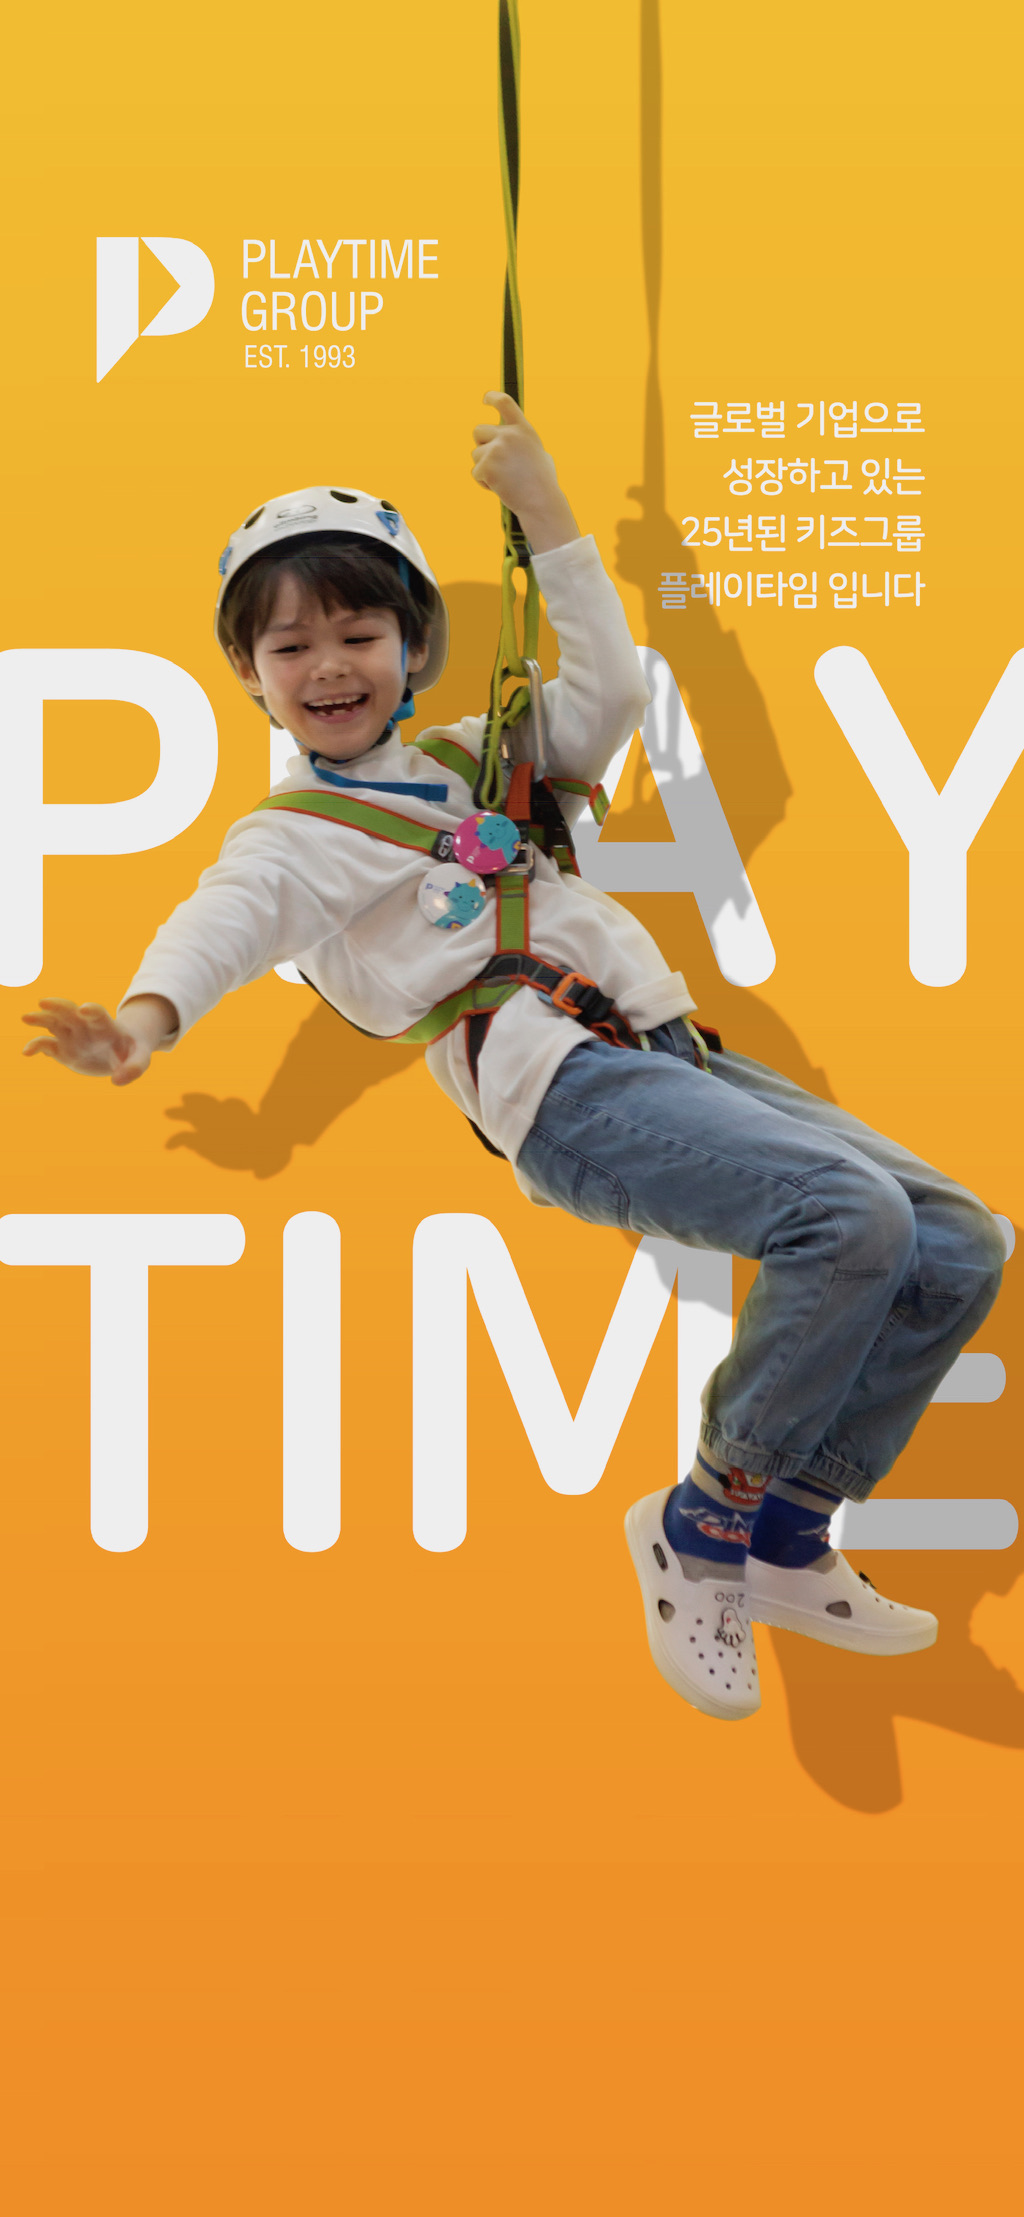 PLAYTIME
GROUP
EST. 1993
글로벌 기업으로
성장하고 있는
25년된 키즈그룹
플레이타임 입니다
PLAY
TIME